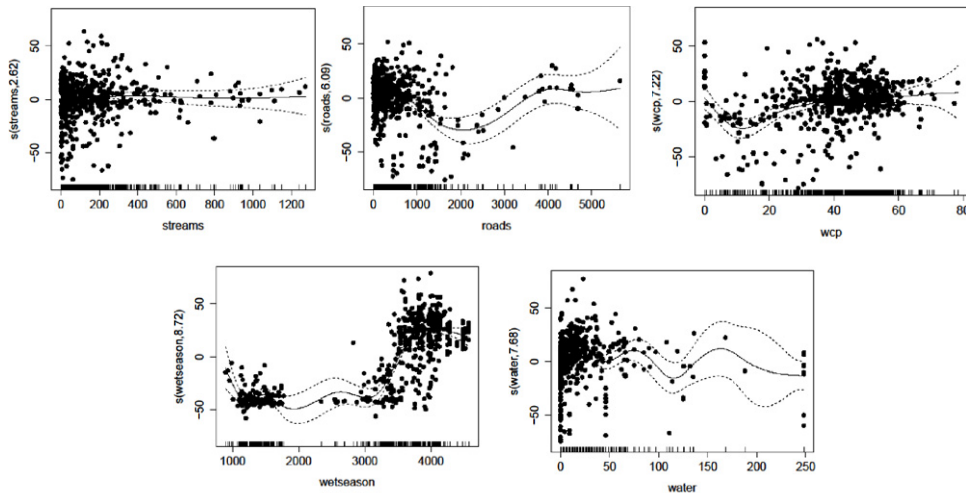 s(streams,2.62)
50
0
-50
0 200 400 600 800 1000 1200
streams
s(roads,6.09)
50
0
-50
0 1000 2000 3000 4000 5000
roads
s(wcp,7.22)
50
0
-50
0 20 40 60 80
wcp
s(wetseason,8.72)
50
0
-50
1000 2000 3000 4000
wetseason
s(water,7.68)
50
0
-50
0 50 100 150 200 250
water